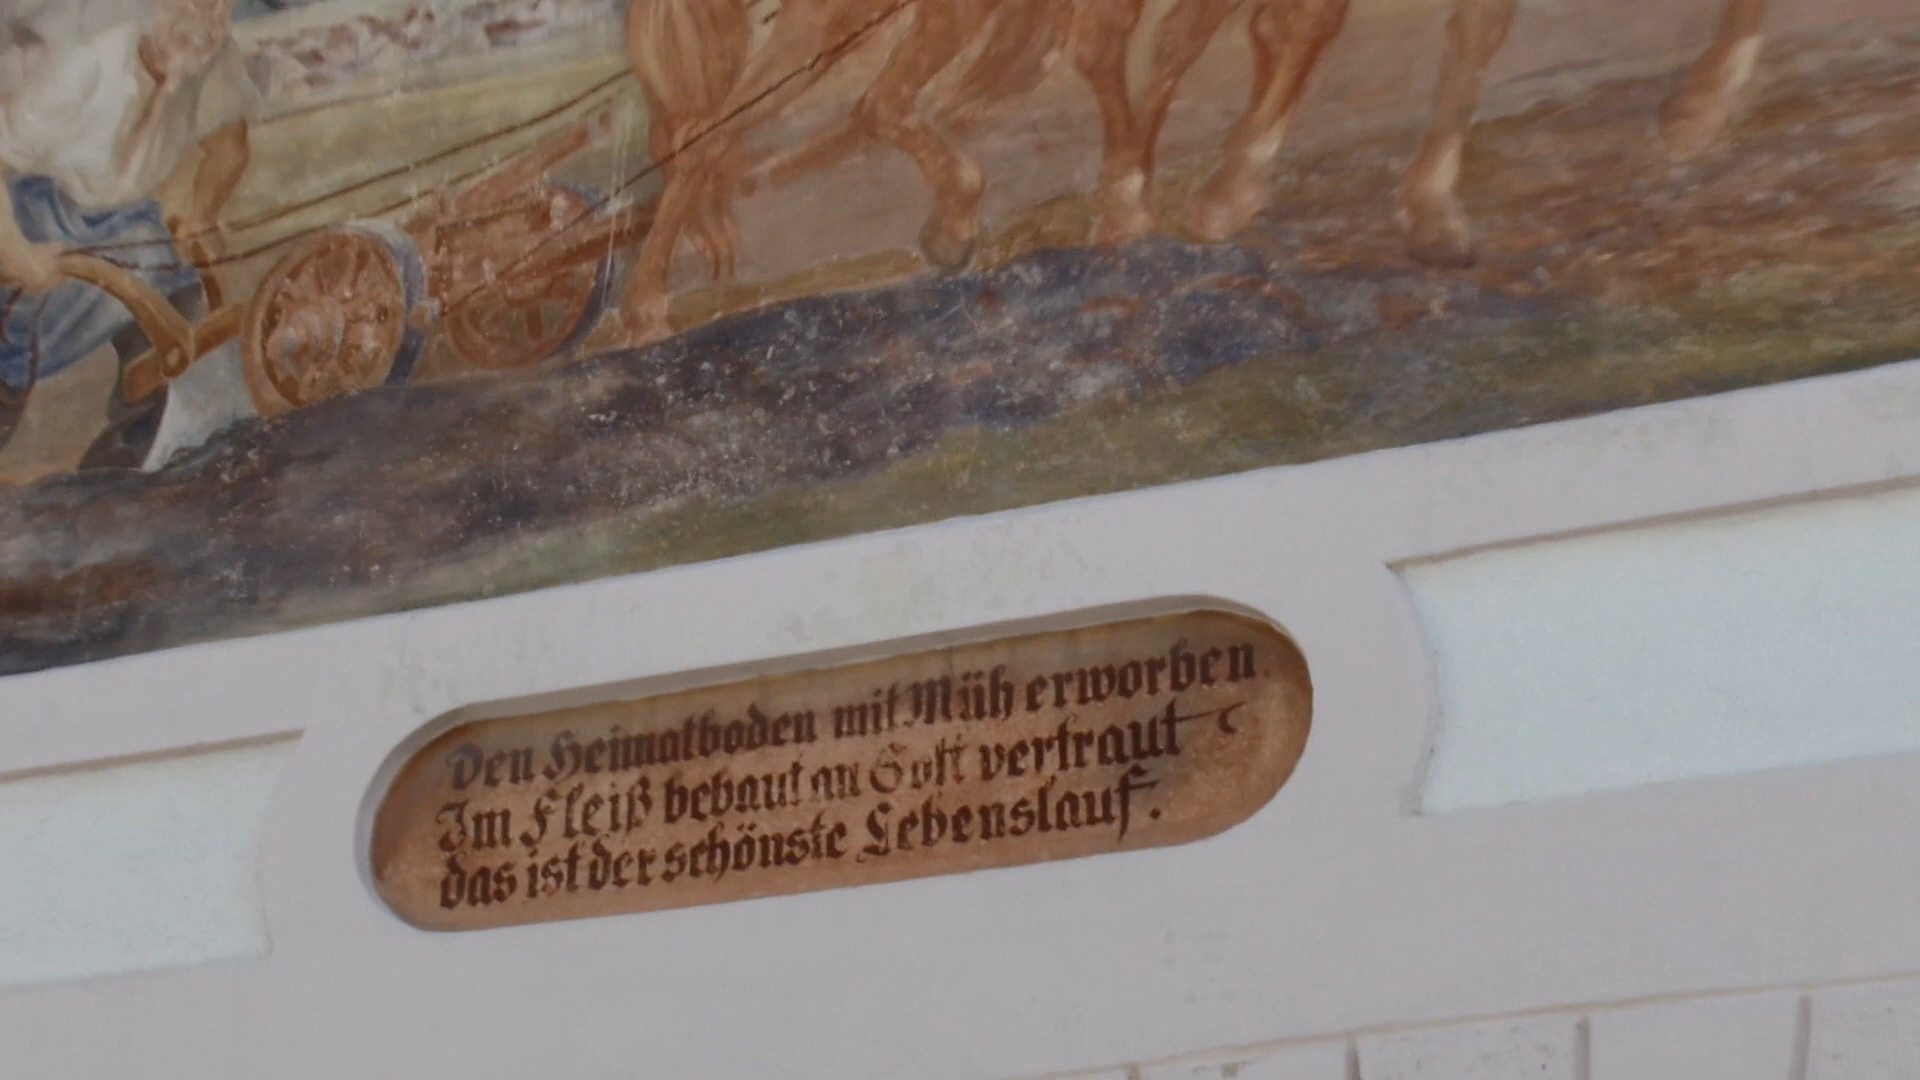 Den Heimatboden mit Müh erworben.
Im Fleiß bebaut an Gott vertraut
das ist der schönste Lebenslauf.